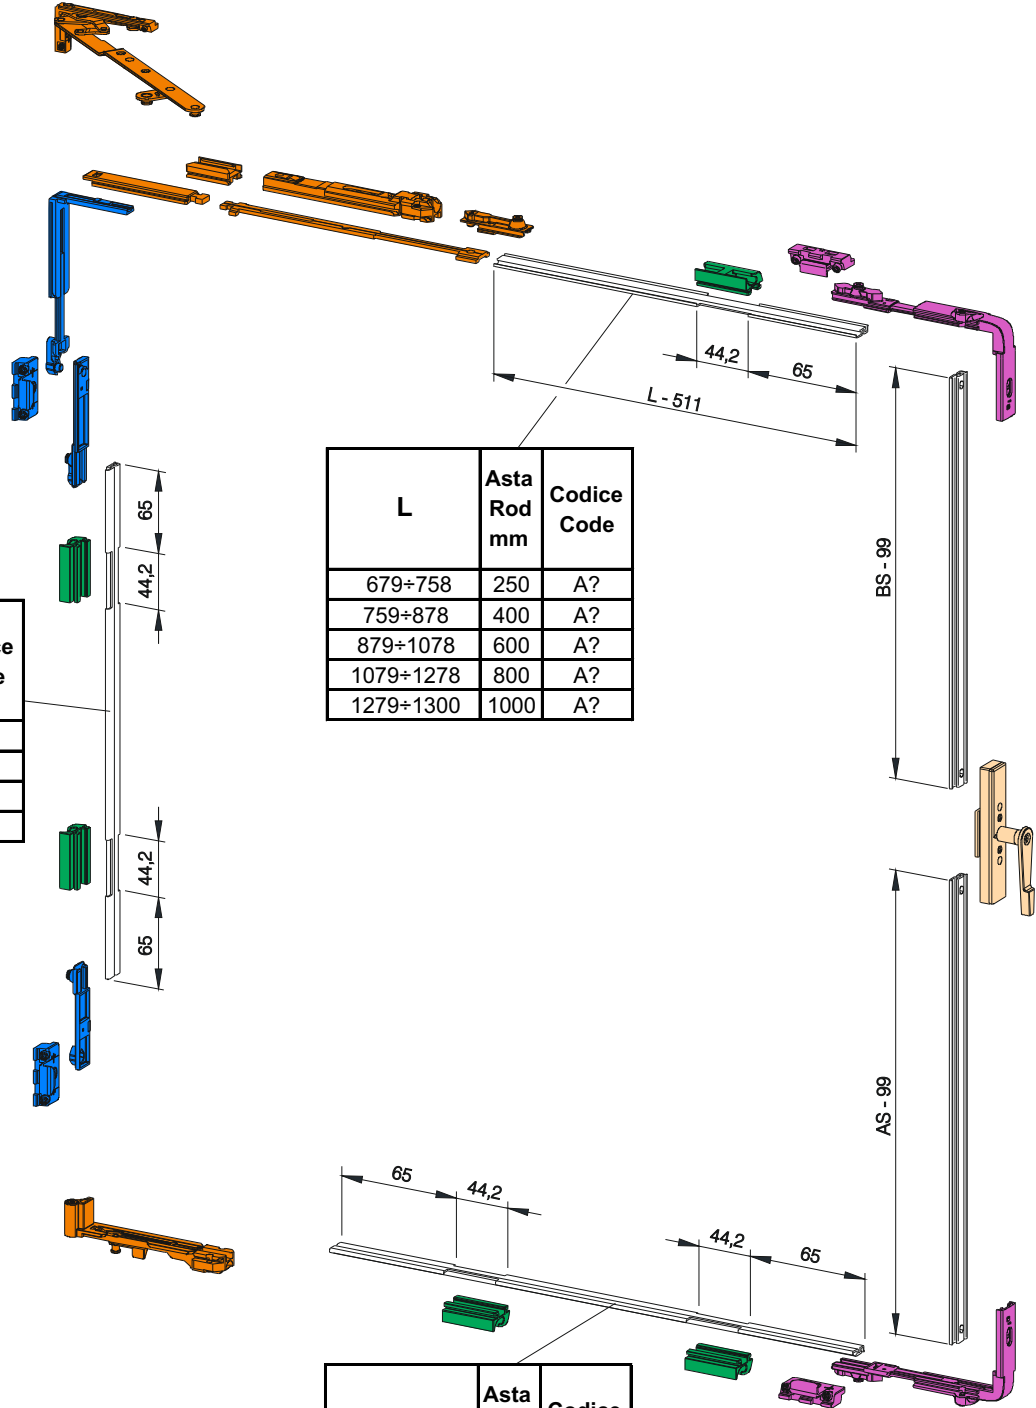 44,2
65
L - 511
L
Asta
Rod
mm
Codice
Code
679÷758 250 A?
759÷878 400 A?
879÷1078 600 A?
1079÷1278 800 A?
1279÷1300 1000 A?
65
44,2
e
44,2
65
BS - 99
AS - 99
65
44,2
44,2
65
Asta